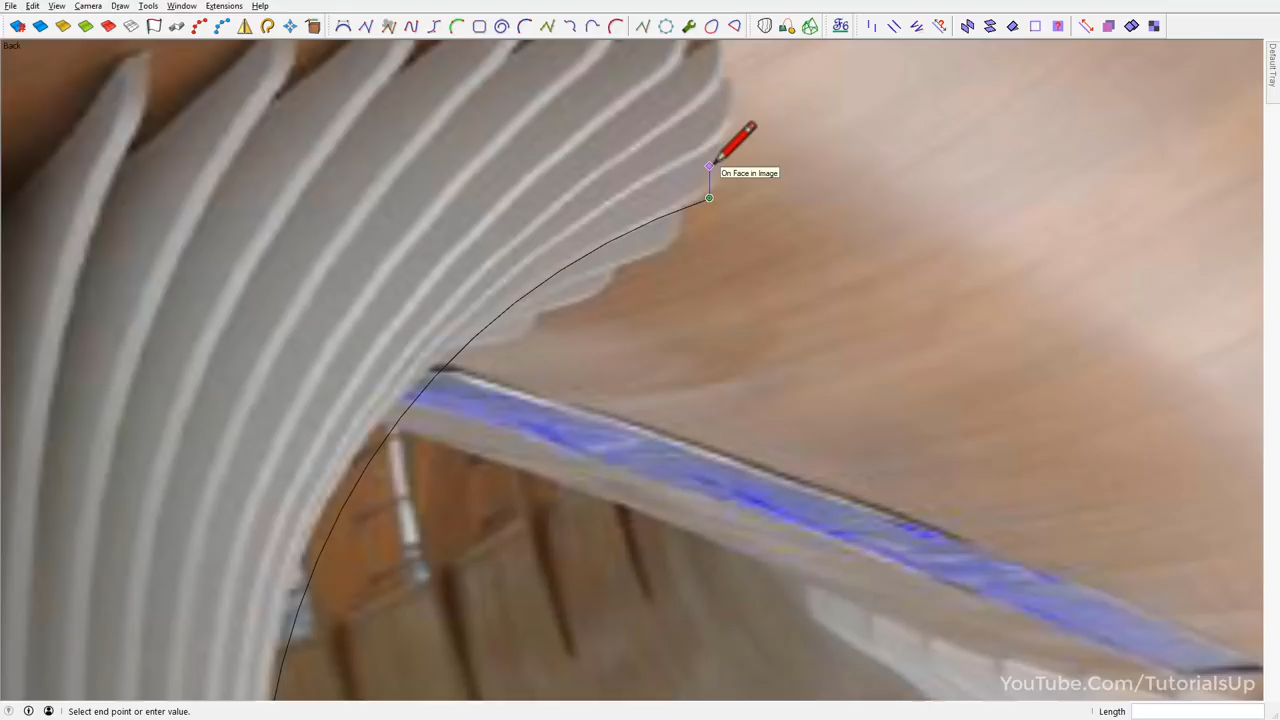 File Edit View Camera Draw Tools Window Extensions Help
Back
Default Tray
On Face in Image
YouTube.Com/TutorialsUp
Select end point or enter value.
Length